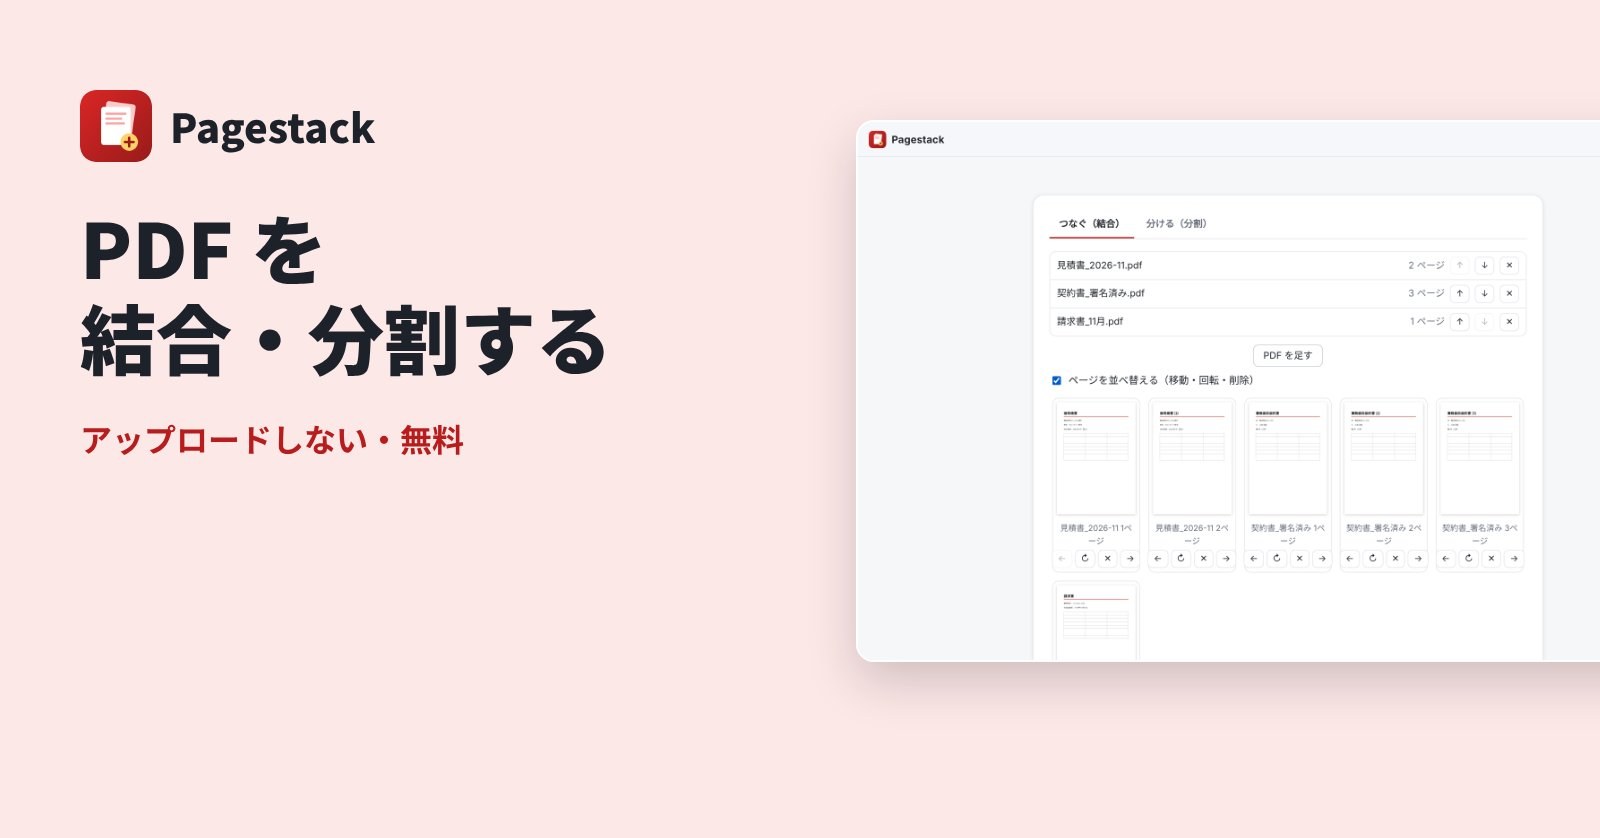 Pagestack
PDF を
結合・分割する
アップロードしない・無料
Pagestack
つなぐ（結合） 分ける（分割）
見積書_2026-11.pdf 2 ページ ↑ ↓ ×
契約書_署名済み.pdf 3 ページ ↑ ↓ ×
請求書_11月.pdf 1 ページ ↑ ↓ ×
PDF を足す
ページを並べ替える（移動・回転・削除）
見積書_2026-11 1ペ
ージ
見積書_2026-11 2ペ
ージ
契約書_署名済み 1ペ
ージ
契約書_署名済み 2ペ
ージ
契約書_署名済み 3ペ
ージ
← ↻ × → ← ↻ × → ← ↻ × → ← ↻ × → ← ↻ × →